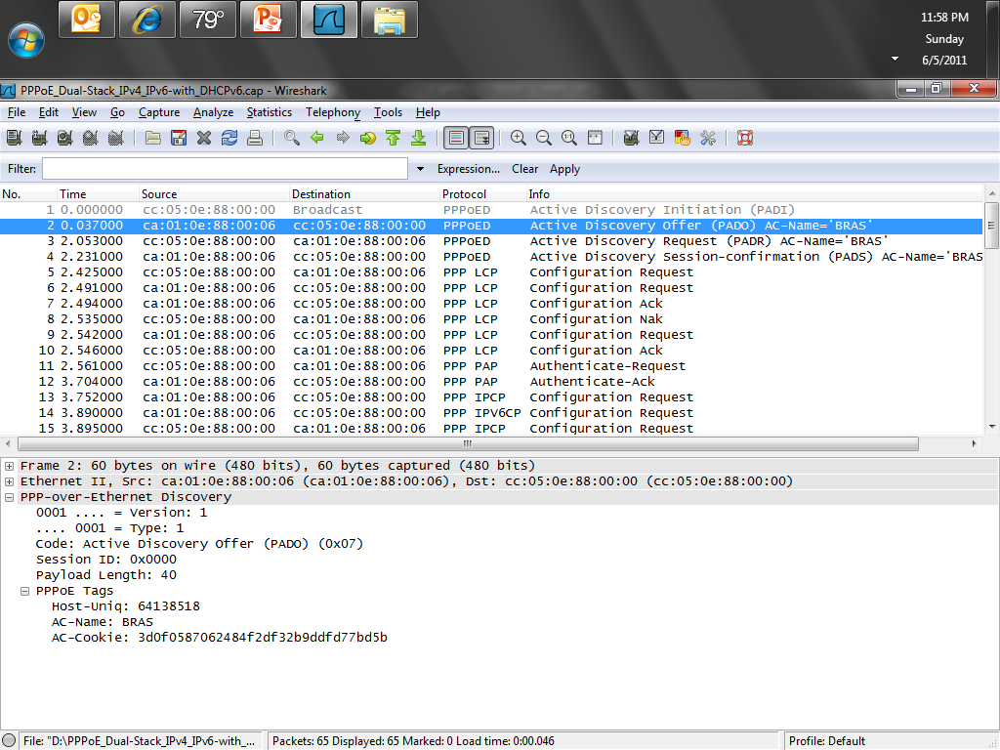 79°
11:58 PM
Sunday
6/5/2011
PPPoE_Dual-Stack_IPv4_IPv6-with_DHCPv6.cap - Wireshark
File Edit View Go Capture Analyze Statistics Telephony Tools Help
Filter: Expression... Clear Apply
No. Time Source Destination Protocol Info
1 0.000000 cc:05:0e:88:00:00 Broadcast PPPoED Active Discovery Initiation (PADI)
2 0.037000 ca:01:0e:88:00:06 cc:05:0e:88:00:00 PPPoED Active Discovery Offer (PADO) AC-Name='BRAS'
3 2.053000 cc:05:0e:88:00:00 ca:01:0e:88:00:06 PPPoED Active Discovery Request (PADR) AC-Name='BRAS'
4 2.231000 ca:01:0e:88:00:06 cc:05:0e:88:00:00 PPPoED Active Discovery Session-confirmation (PADS) AC-Name='BRAS
5 2.425000 cc:05:0e:88:00:00 ca:01:0e:88:00:06 PPP LCP Configuration Request
6 2.491000 ca:01:0e:88:00:06 cc:05:0e:88:00:00 PPP LCP Configuration Request
7 2.494000 cc:05:0e:88:00:00 ca:01:0e:88:00:06 PPP LCP Configuration Ack
8 2.535000 ca:01:0e:88:00:06 cc:05:0e:88:00:00 PPP LCP Configuration Nak
9 2.542000 cc:05:0e:88:00:00 ca:01:0e:88:00:06 PPP LCP Configuration Request
10 2.546000 ca:01:0e:88:00:06 cc:05:0e:88:00:00 PPP LCP Configuration Ack
11 2.561000 cc:05:0e:88:00:00 ca:01:0e:88:00:06 PPP PAP Authenticate-Request
12 3.704000 ca:01:0e:88:00:06 cc:05:0e:88:00:00 PPP PAP Authenticate-Ack
13 3.752000 ca:01:0e:88:00:06 cc:05:0e:88:00:00 PPP IPCP Configuration Request
14 3.890000 ca:01:0e:88:00:06 cc:05:0e:88:00:00 PPP IPV6CP Configuration Request
15 3.895000 cc:05:0e:88:00:00 ca:01:0e:88:00:06 PPP IPCP Configuration Request
Frame 2: 60 bytes on wire (480 bits), 60 bytes captured (480 bits)
Ethernet II, Src: ca:01:0e:88:00:06 (ca:01:0e:88:00:06), Dst: cc:05:0e:88:00:00 (cc:05:0e:88:00:00)
PPP-over-Ethernet Discovery
0001 .... = Version: 1
.... 0001 = Type: 1
Code: Active Discovery Offer (PADO) (0x07)
Session ID: 0x0000
Payload Length: 40
PPPoE Tags
Host-Uniq: 64138518
AC-Name: BRAS
AC-Cookie: 3d0f0587062484f2df32b9ddfd77bd5b
File: "D:\PPPoE_Dual-Stack_IPv4_IPv6-with_... Packets: 65 Displayed: 65 Marked: 0 Load time: 0:00.046 Profile: Default